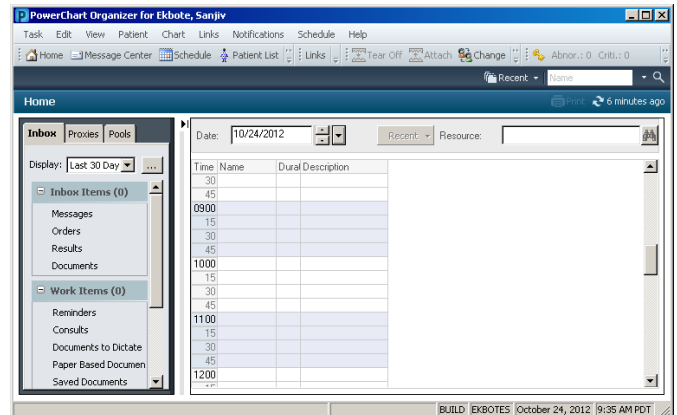 PowerChart Organizer for Ekbote, Sanjiv
Task Edit View Patient Chart Links Notifications Schedule Help
Home Message Center Schedule Patient List Links Tear Off Attach Change Abnor.: 0 Criti.: 0
Recent Name
Home Print 6 minutes ago
Inbox Proxies Pools
Display: Last 30 Day ...
Inbox Items (0)
Messages
Orders
Results
Documents
Work Items (0)
Reminders
Consults
Documents to Dictate
Paper Based Documen
Saved Documents
Date: 10/24/2012 Recent Resource:
Time Name Dural Description
30
45
0900
15
30
45
1000
15
30
45
1100
15
30
45
1200
15
BUILD EKBOTES October 24, 2012 9:35 AM PDT